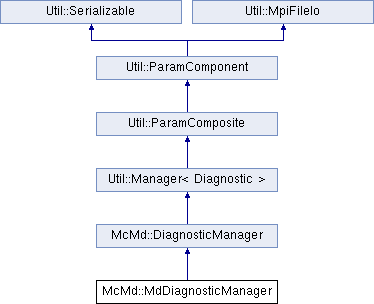 Util::Serializable
Util::MpiFileIo
Util::ParamComponent
Util::ParamComposite
Util::Manager< Diagnostic >
McMd::DiagnosticManager
McMd::MdDiagnosticManager